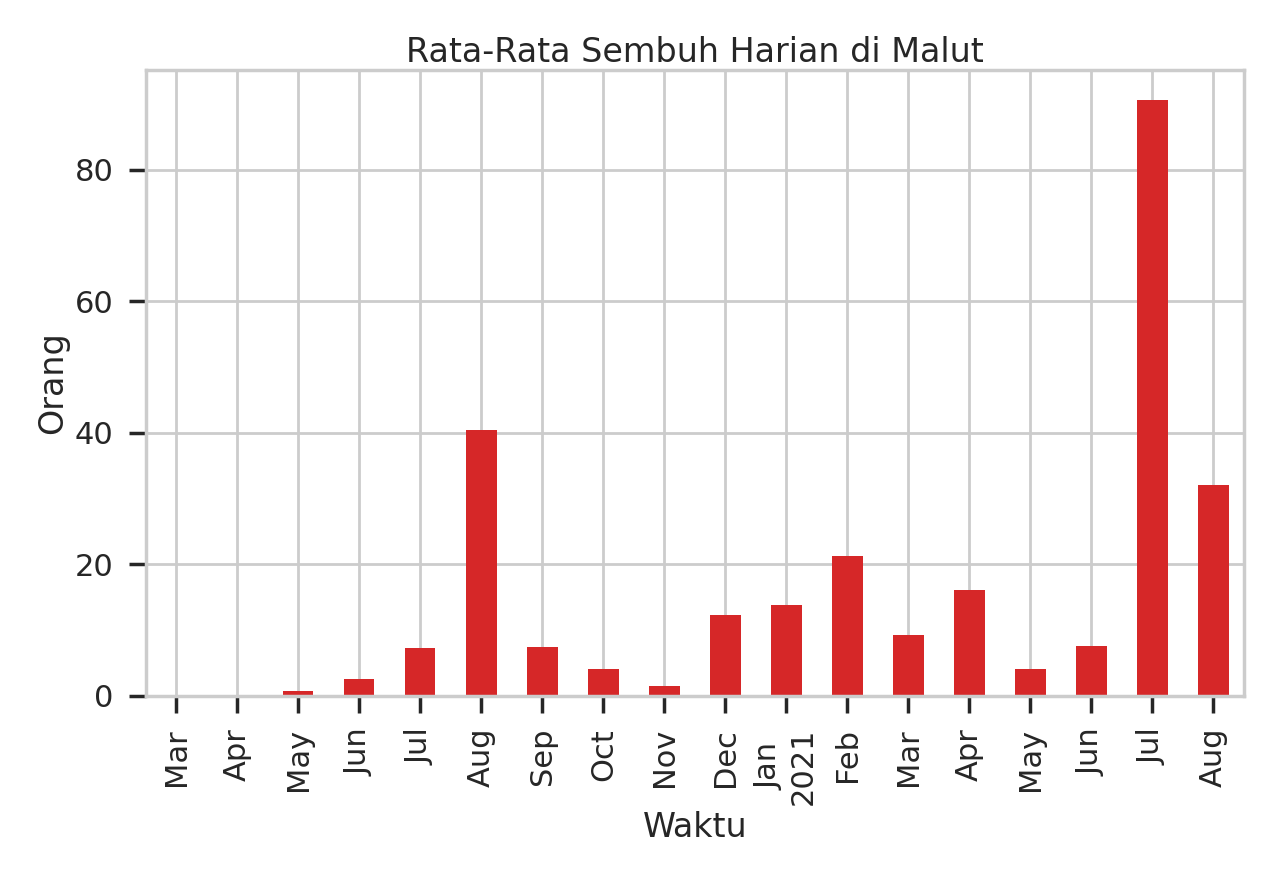 Rata-Rata Sembuh Harian di Malut
80
60
40
20
0
Orang
Mar
Apr
May
Jun
Jul
Aug
Sep
Oct
Nov
Dec
Jan
2021
Feb
Mar
Apr
May
Jun
Jul
Aug
Waktu